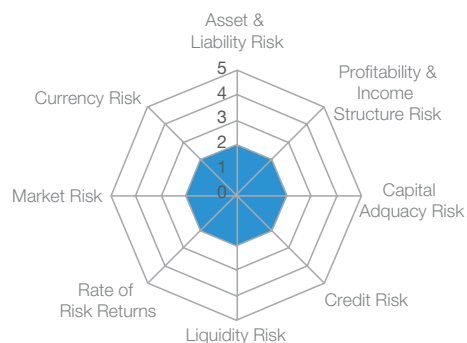 Asset &
Liability Risk
Profitability &
Income
Structure Risk
Capital
Adquacy Risk
Credit Risk
Liquidity Risk
Rate of
Risk Returns
Market Risk
Currency Risk
5
4
3
2
1
0